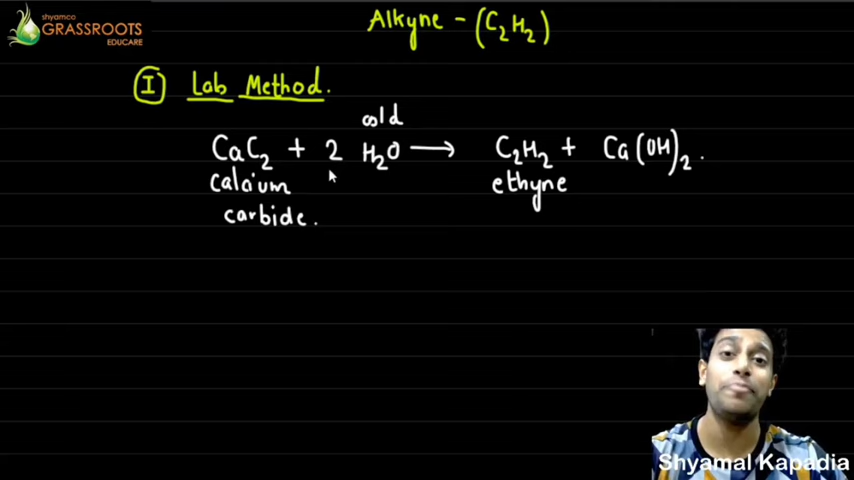 shyamco
GRASSROOTS
EDUCARE
Alkyne - (C₂H₂)
I Lab Method.
cold
CaC₂ + 2 H₂O ⟶ C₂H₂ + Ca(OH)₂.
calcium ethyne
carbide.
Shyamal Kapadia